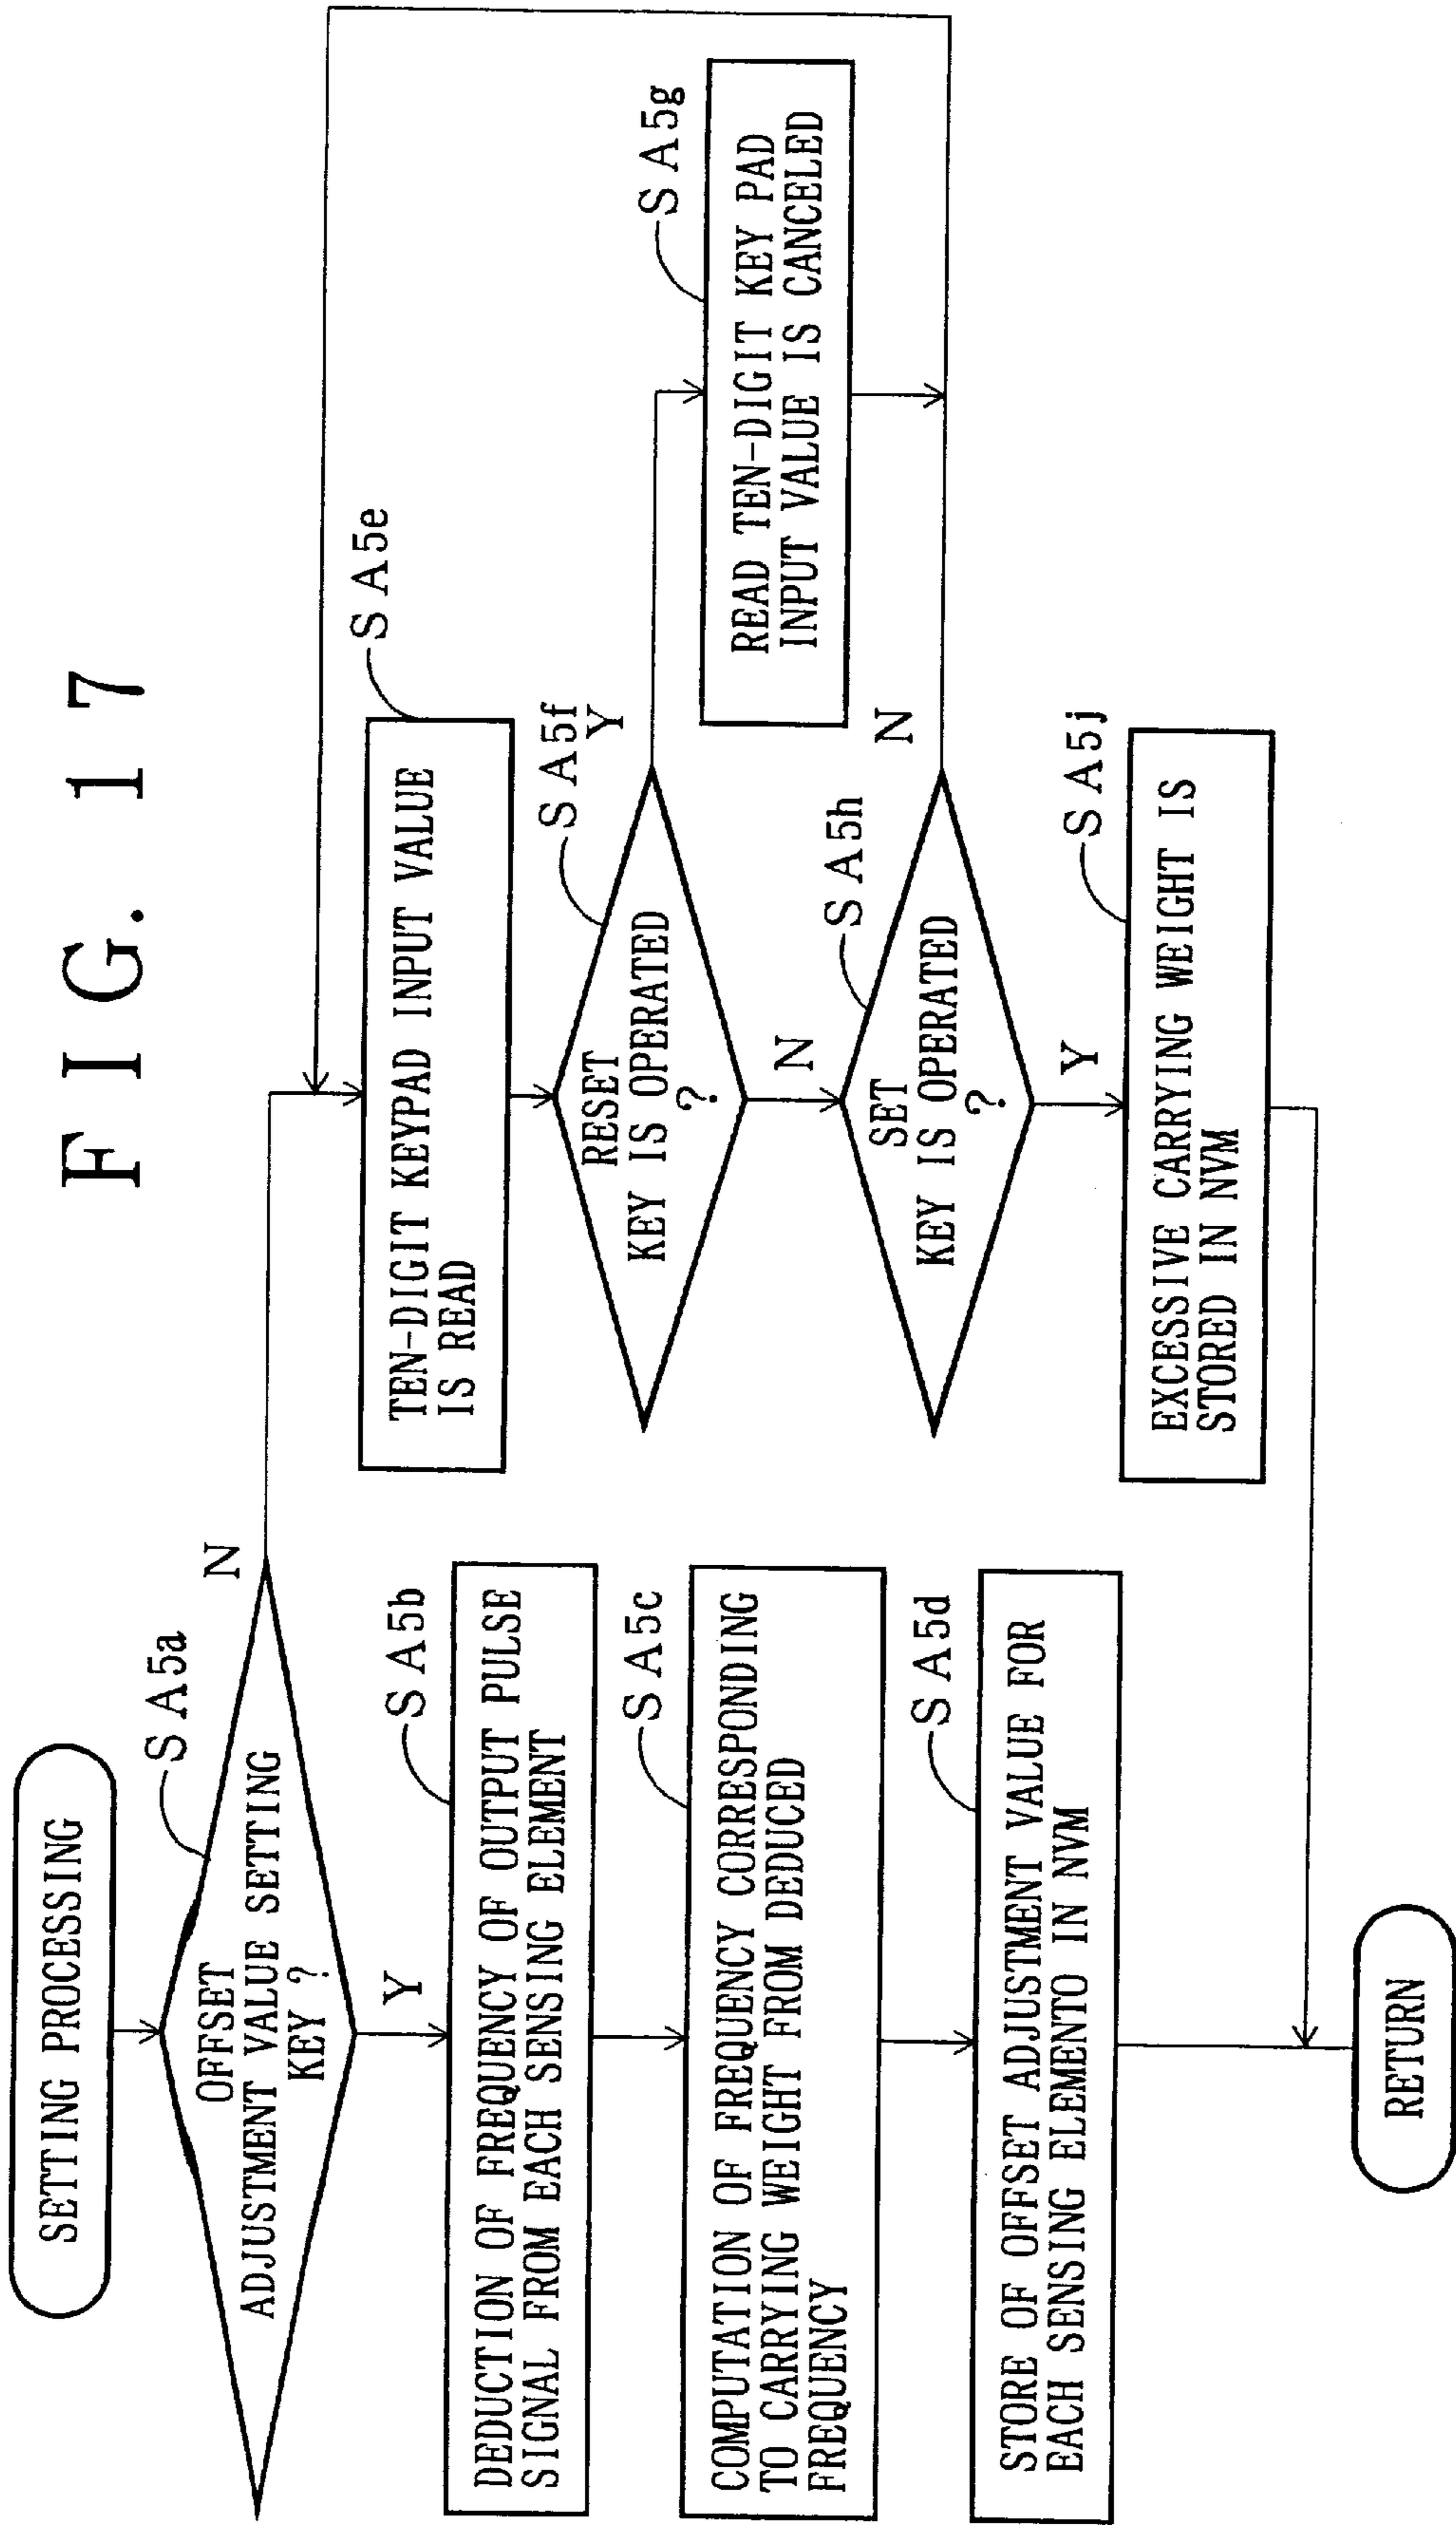 FIG. 17
SETTING PROCESSING
SA5a
OFFSET
ADJUSTMENT VALUE SETTING
KEY ?
N
Y
SA5b
DEDUCTION OF FREQUENCY OF OUTPUT PULSE
SIGNAL FROM EACH SENSING ELEMENT
SA5c
COMPUTATION OF FREQUENCY CORRESPONDING
TO CARRYING WEIGHT FROM DEDUCED
FREQUENCY
SA5d
STORE OF OFFSET ADJUSTMENT VALUE FOR
EACH SENSING ELEMENTO IN NVM
RETURN
SA5e
TEN-DIGIT KEYPAD INPUT VALUE
IS READ
SA5f
RESET
KEY IS OPERATED
?
Y
N
SA5g
READ TEN-DIGIT KEY PAD
INPUT VALUE IS CANCELED
SA5h
SET
KEY IS OPERATED
?
N
Y
SA5j
EXCESSIVE CARRYING WEIGHT IS
STORED IN NVM